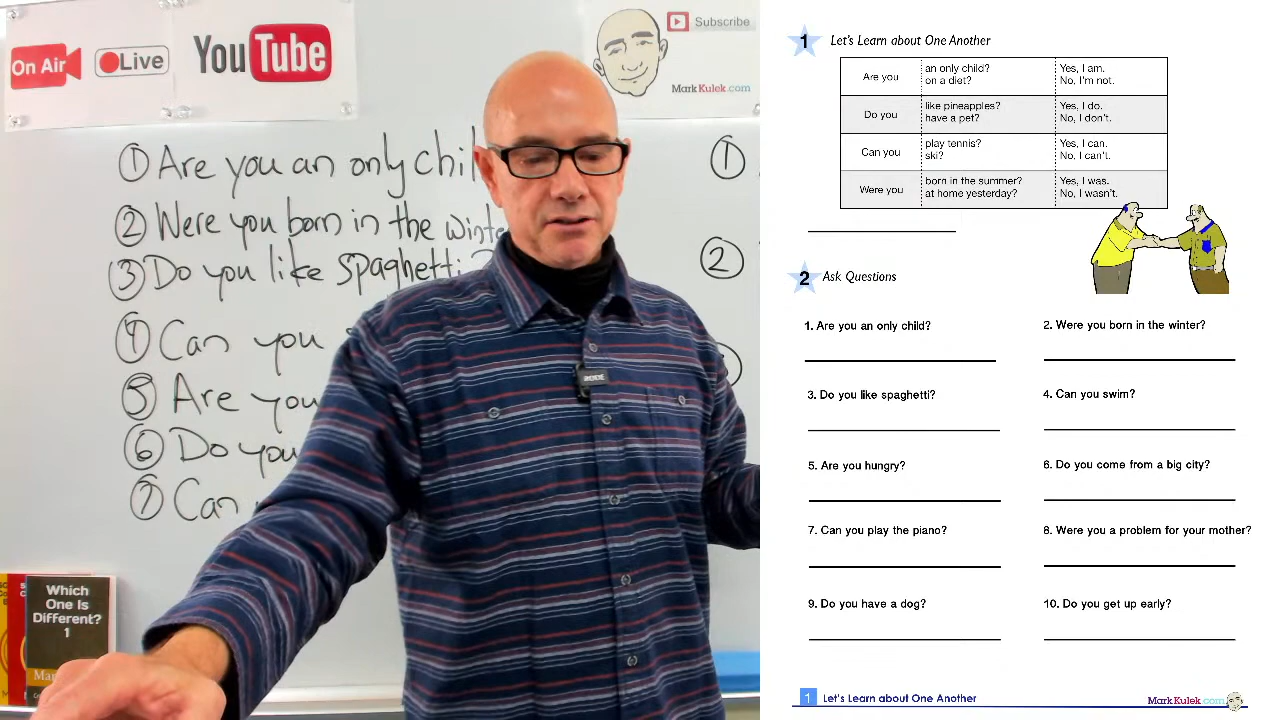 On Air
Live
YouTube
Subscribe
MarkKulek.com
① Are you an only
② Were you born in the
③ Do you like spaghetti?
④ Can you
⑤ Are you
⑥ Do you
⑦ Can
①
②
RODE
Which
One Is
Different?
1
1 Let's Learn about One Another
Are you an only child? Yes, I am.
on a diet? No, I'm not.
Do you like pineapples? Yes, I do.
have a pet? No, I don't.
Can you play tennis? Yes, I can.
ski? No, I can't.
Were you born in the summer? Yes, I was.
at home yesterday? No, I wasn't.
2 Ask Questions
1. Are you an only child? 2. Were you born in the winter?
3. Do you like spaghetti? 4. Can you swim?
5. Are you hungry? 6. Do you come from a big city?
7. Can you play the piano? 8. Were you a problem for your mother?
9. Do you have a dog? 10. Do you get up early?
1 Let's Learn about One Another MarkKulek.com